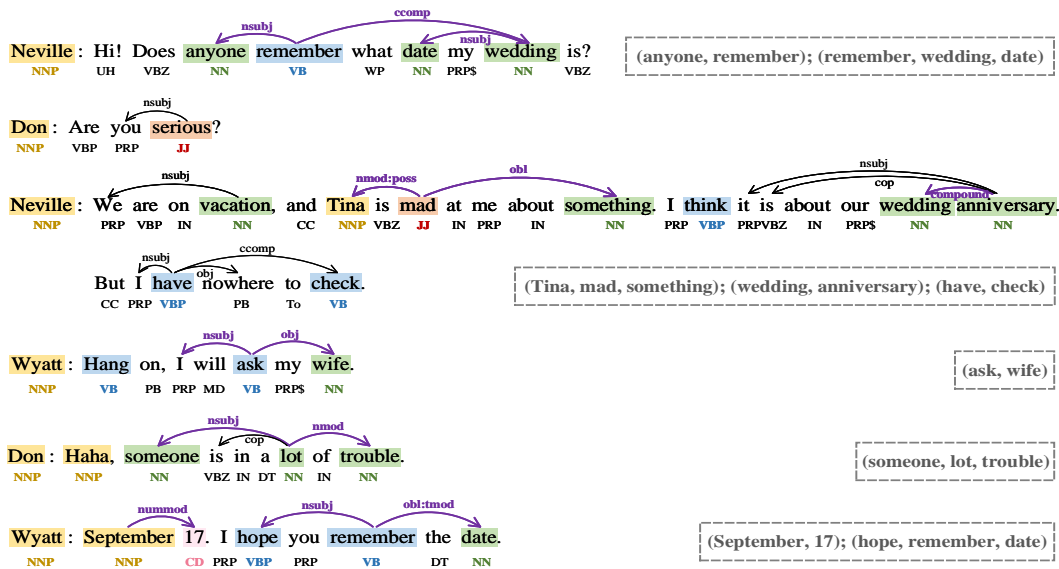 nsubj ccomp nsubj
Neville : Hi! Does anyone remember what date my wedding is?
NNP UH VBZ NN VB WP NN PRP$ NN VBZ
(anyone, remember); (remember, wedding, date)
nsubj
Don : Are you serious?
NNP VBP PRP JJ
nsubj nmod:poss obl nsubj cop compound
Neville : We are on vacation, and Tina is mad at me about something. I think it is about our wedding anniversary.
NNP PRP VBP IN NN CC NNP VBZ JJ IN PRP IN NN PRP VBP PRPVBZ IN PRP$ NN NN
nsubj obj ccomp
But I have nowhere to check.
CC PRP VBP PB To VB
(Tina, mad, something); (wedding, anniversary); (have, check)
nsubj obj
Wyatt : Hang on, I will ask my wife.
NNP VB PB PRP MD VB PRP$ NN
(ask, wife)
nsubj cop nmod
Don : Haha, someone is in a lot of trouble.
NNP NNP NN VBZ IN DT NN IN NN
(someone, lot, trouble)
nummod nsubj obl:tmod
Wyatt : September 17. I hope you remember the date.
NNP NNP CD PRP VBP PRP VB DT NN
(September, 17); (hope, remember, date)